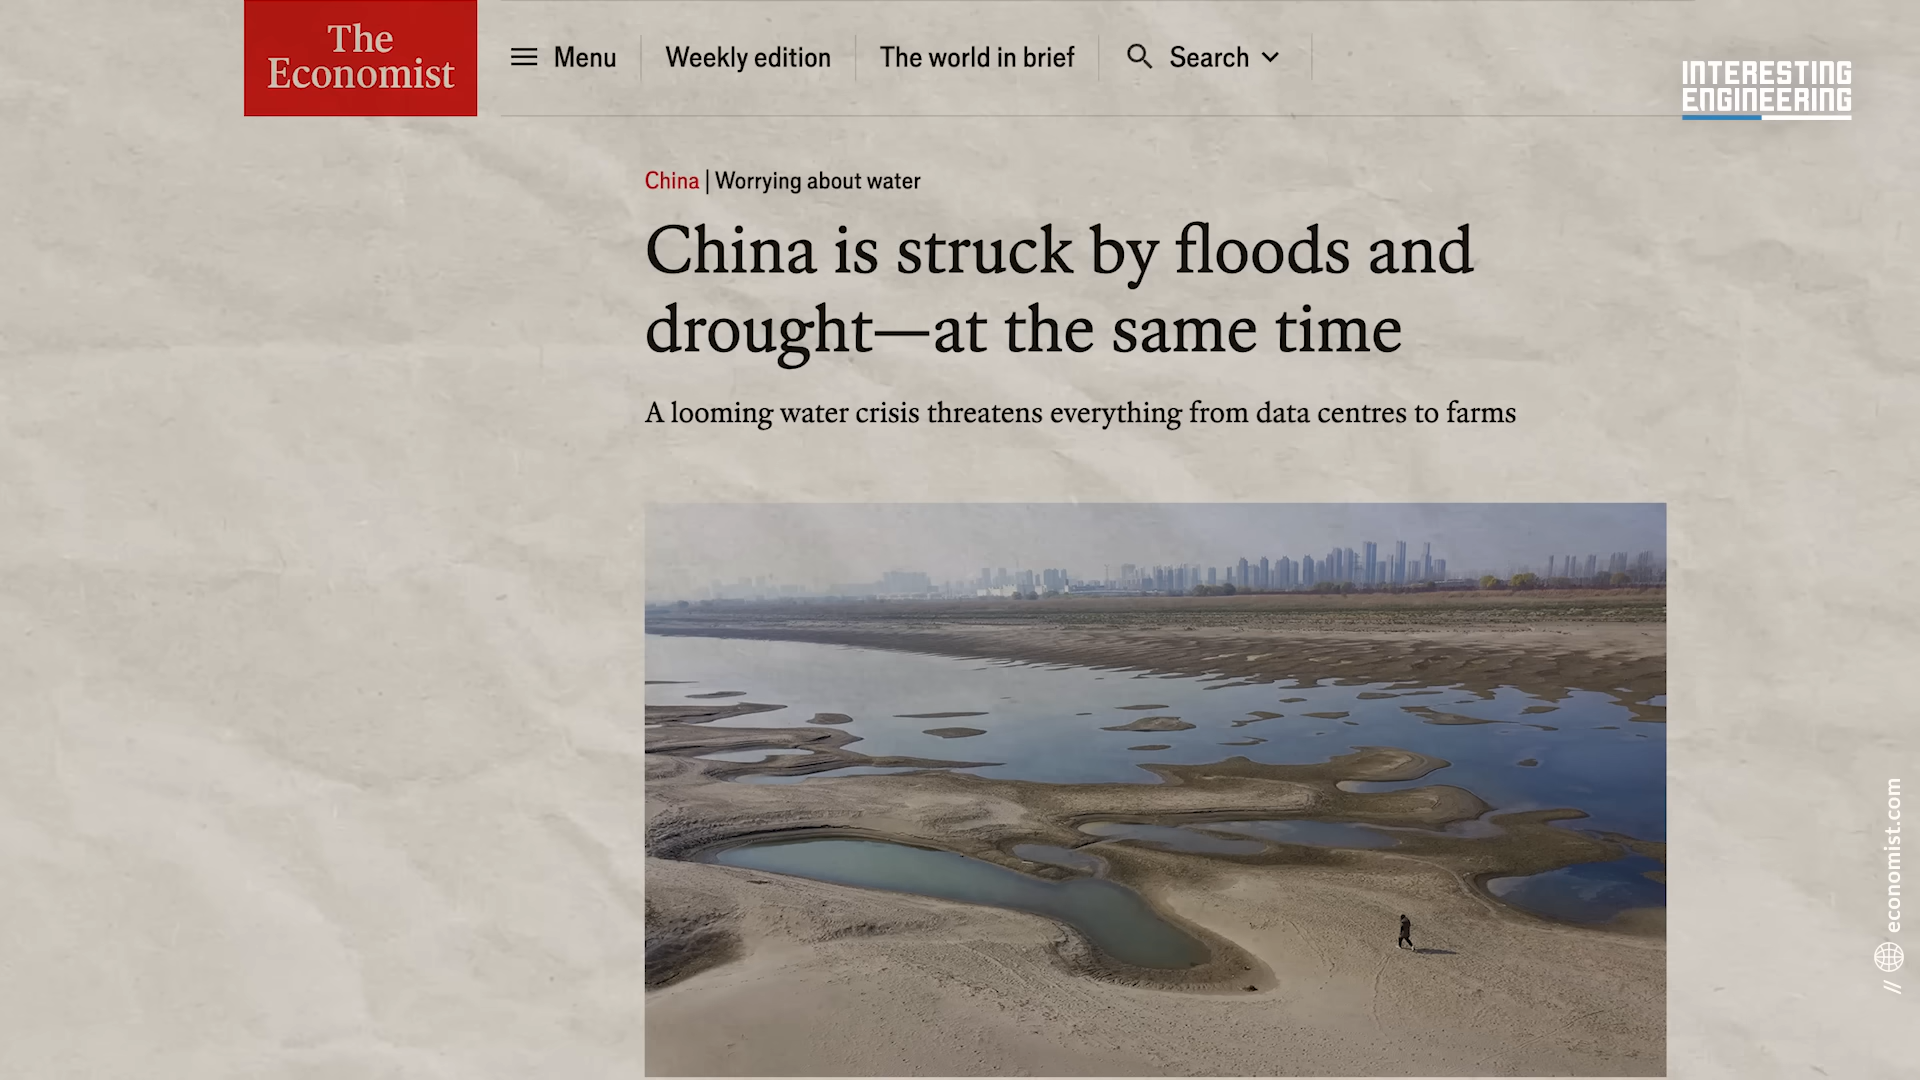 The
Economist
Menu
Weekly edition
The world in brief
Search
INTERESTING
ENGINEERING
China | Worrying about water
China is struck by floods and
drought—at the same time
A looming water crisis threatens everything from data centres to farms
// economist.com